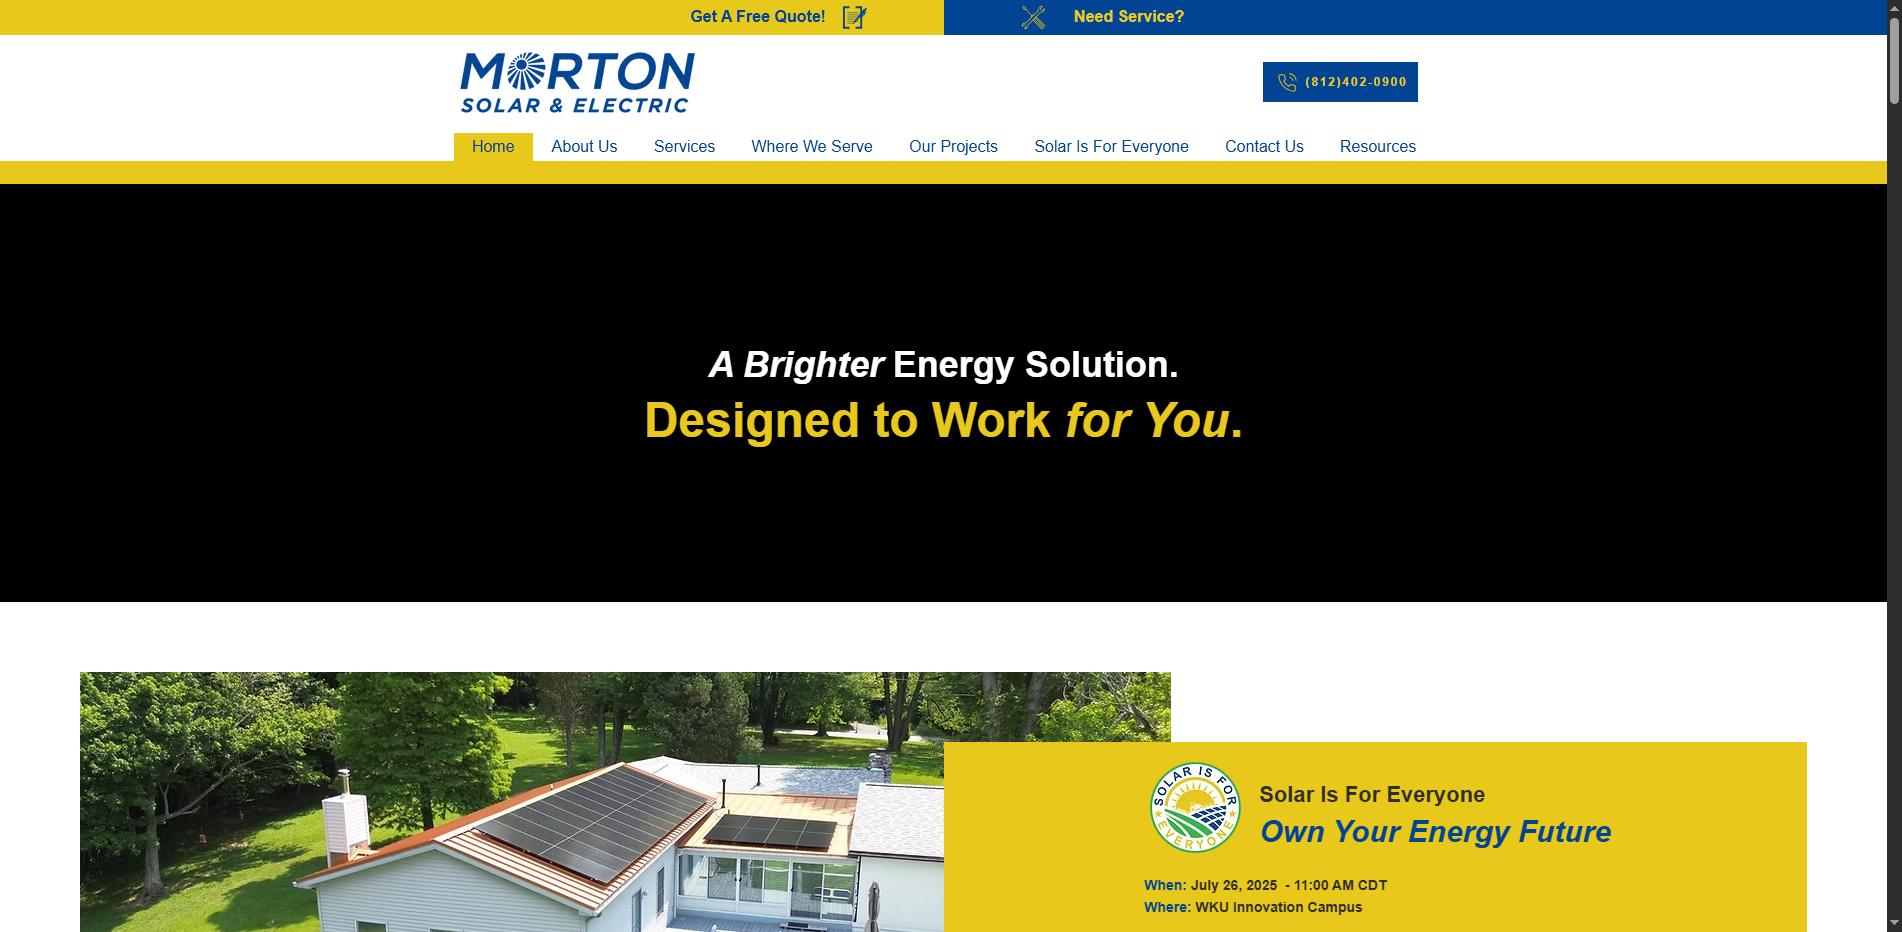 Get A Free Quote!
Need Service?
MORTON
SOLAR & ELECTRIC
(812)402-0900
Home About Us Services Where We Serve Our Projects Solar Is For Everyone Contact Us Resources
A Brighter Energy Solution.
Designed to Work for You.
SOLAR IS FOR
EVERYONE
Solar Is For Everyone
Own Your Energy Future
When: July 26, 2025 - 11:00 AM CDT
Where: WKU Innovation Campus